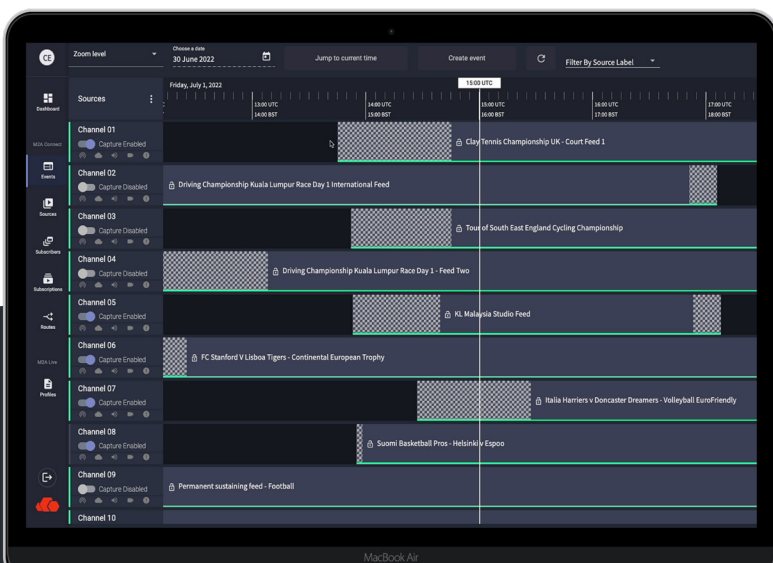 CE
Zoom level
Choose a date
30 June 2022
Jump to current time
Create event
Filter By Source Label
Dashboard
M2A Connect
Events
Sources
Subscribers
Subscriptions
Routes
M2A Live
Profiles
Sources
Friday, July 1, 2022
15:00 UTC
13:00 UTC
14:00 UTC
15:00 UTC
16:00 UTC
17:00 UTC
14:00 BST
15:00 BST
16:00 BST
17:00 BST
18:00 BST
Channel 01
Capture Enabled
Clay Tennis Championship UK - Court Feed 1
Channel 02
Capture Disabled
Driving Championship Kuala Lumpur Race Day 1 International Feed
Channel 03
Capture Disabled
Tour of South East England Cycling Championship
Channel 04
Capture Disabled
Driving Championship Kuala Lumpur Race Day 1 - Feed Two
Channel 05
Capture Enabled
KL Malaysia Studio Feed
Channel 06
Capture Enabled
FC Stanford V Lisboa Tigers - Continental European Trophy
Channel 07
Capture Enabled
Italia Harriers v Doncaster Dreamers - Volleyball EuroFriendly
Channel 08
Capture Enabled
Suomi Basketball Pros - Helsinki v Espoo
Channel 09
Capture Disabled
Permanent sustaining feed - Football
Channel 10
MacBook Air